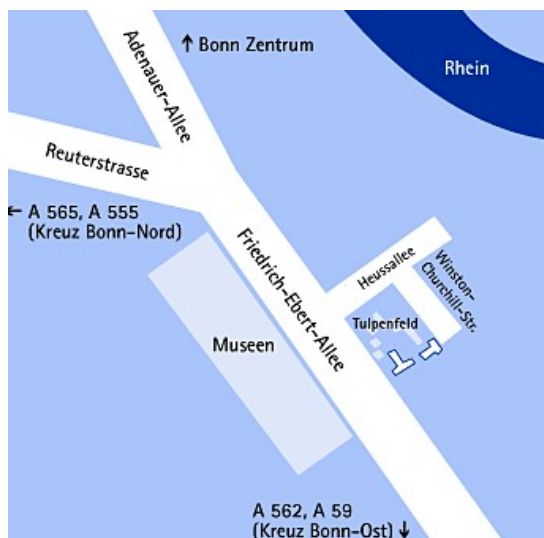 ↑ Bonn Zentrum
Adenauer-Allee
Rhein
Reuterstrasse
← A 565, A 555
(Kreuz Bonn-Nord)
Friedrich-Ebert-Allee
Heussallee
Winston-
Churchill-Str.
Tulpenfeld
Museen
A 562, A 59
(Kreuz Bonn-Ost) ↓